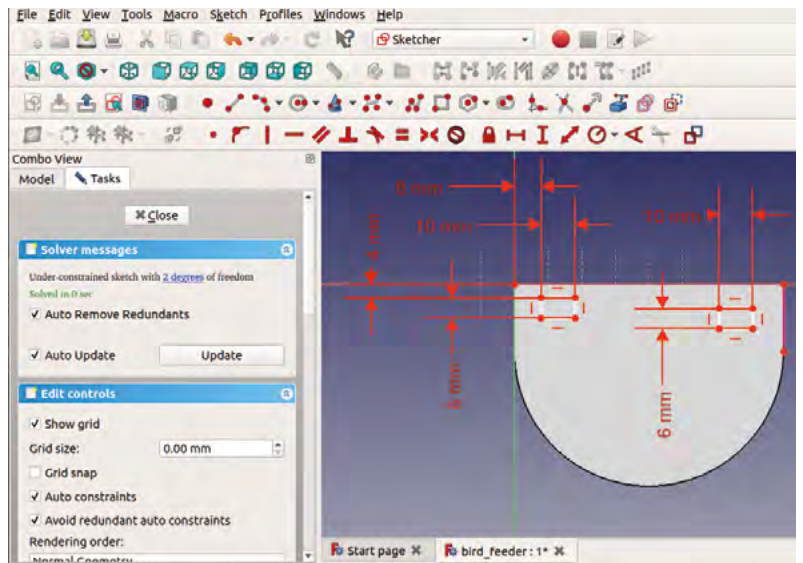 File Edit View Tools Macro Sketch Profiles Windows Help
Sketcher
Combo View
Model Tasks
Close
Solver messages
Under-constrained sketch with 2 degrees of freedom
Solved in 0 sec
Auto Remove Redundants
Auto Update Update
Edit controls
Show grid
Grid size: 0.00 mm
Grid snap
Auto constraints
Avoid redundant auto constraints
Rendering order:
Normal Geometry
mm
10 mm
10 mm
4 mm
mm
6 mm
Start page
bird_feeder : 1*